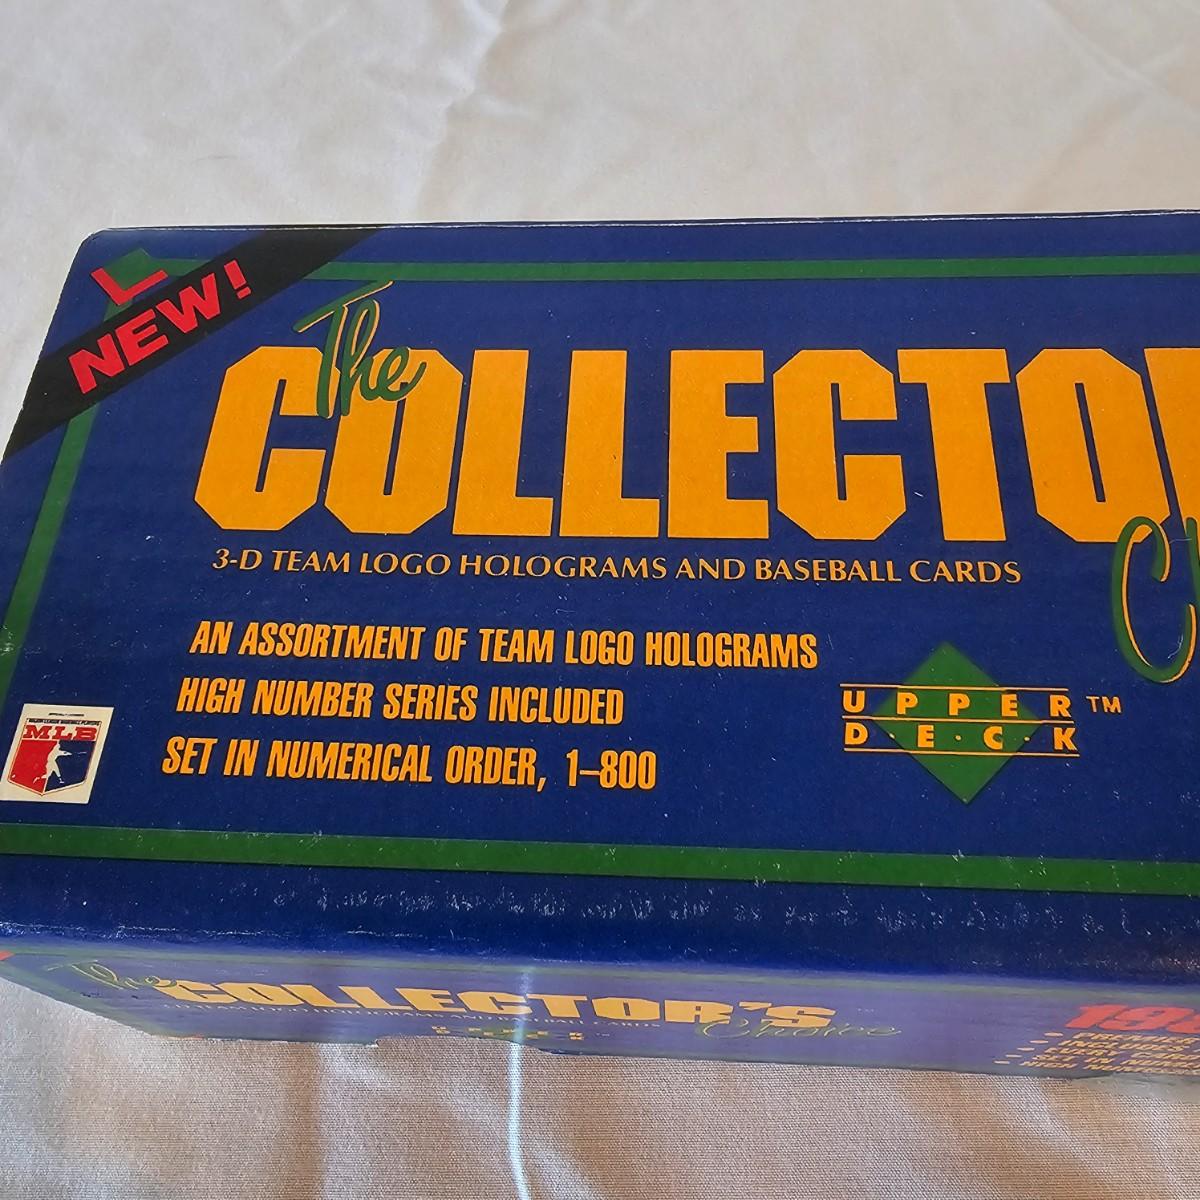 L
NEW!
The
COLLECTO
3-D TEAM LOGO HOLOGRAMS AND BASEBALL CARDS
AN ASSORTMENT OF TEAM LOGO HOLOGRAMS
HIGH NUMBER SERIES INCLUDED
SET IN NUMERICAL ORDER, 1–800
UPPER ™
D·E·C·K
MLB
The
COLLECTOR'S
Choice